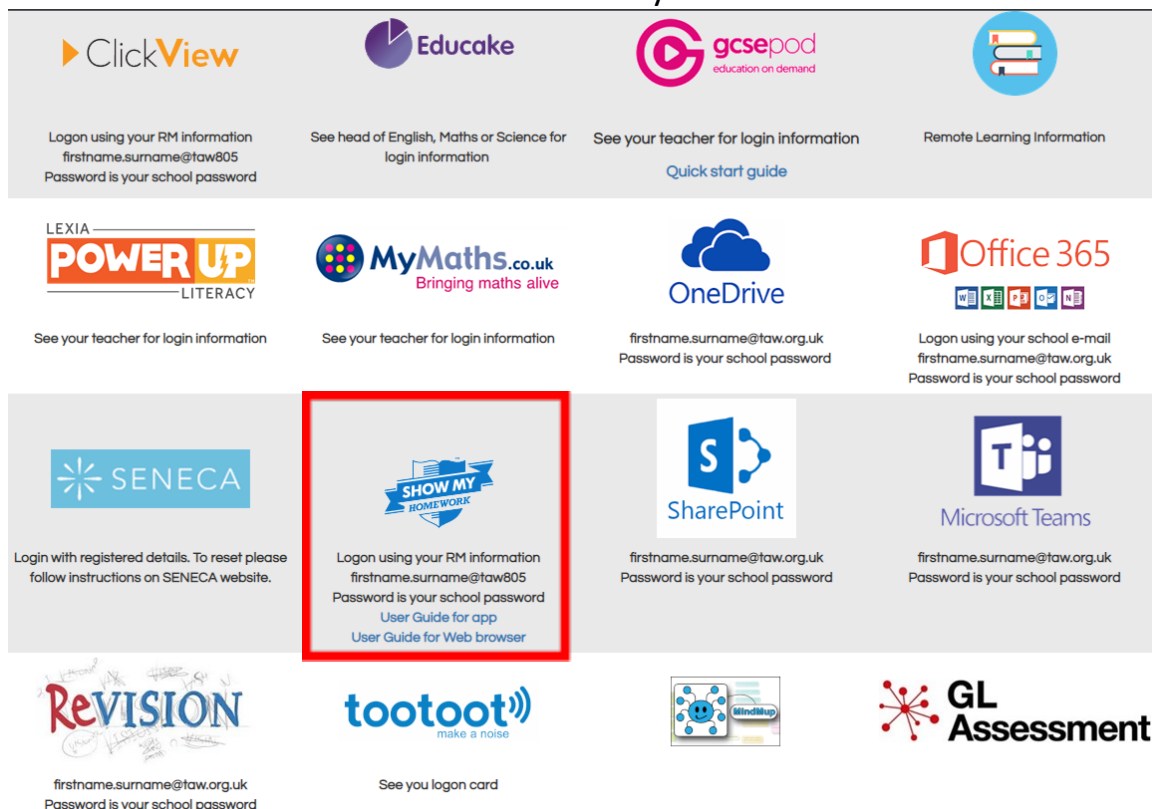 ClickView
Educake
gcsepod
education on demand
Logon using your RM information
firstname.surname@taw805
Password is your school password
See head of English, Maths or Science for
login information
See your teacher for login information
Quick start guide
Remote Learning Information
LEXIA
POWER UP
LITERACY
See your teacher for login information
MyMaths.co.uk
Bringing maths alive
See your teacher for login information
OneDrive
firstname.surname@taw.org.uk
Password is your school password
Office 365
Logon using your school e-mail
firstname.surname@taw.org.uk
Password is your school password
SENECA
Login with registered details. To reset please
follow instructions on SENECA website.
SHOW MY
HOMEWORK
Logon using your RM information
firstname.surname@taw805
Password is your school password
User Guide for app
User Guide for Web browser
S
SharePoint
firstname.surname@taw.org.uk
Password is your school password
T
Microsoft Teams
firstname.surname@taw.org.uk
Password is your school password
ReVISION
firstname.surname@taw.org.uk
Password is your school password
tootoot
make a noise
See you logon card
MindMup
GL
Assessment